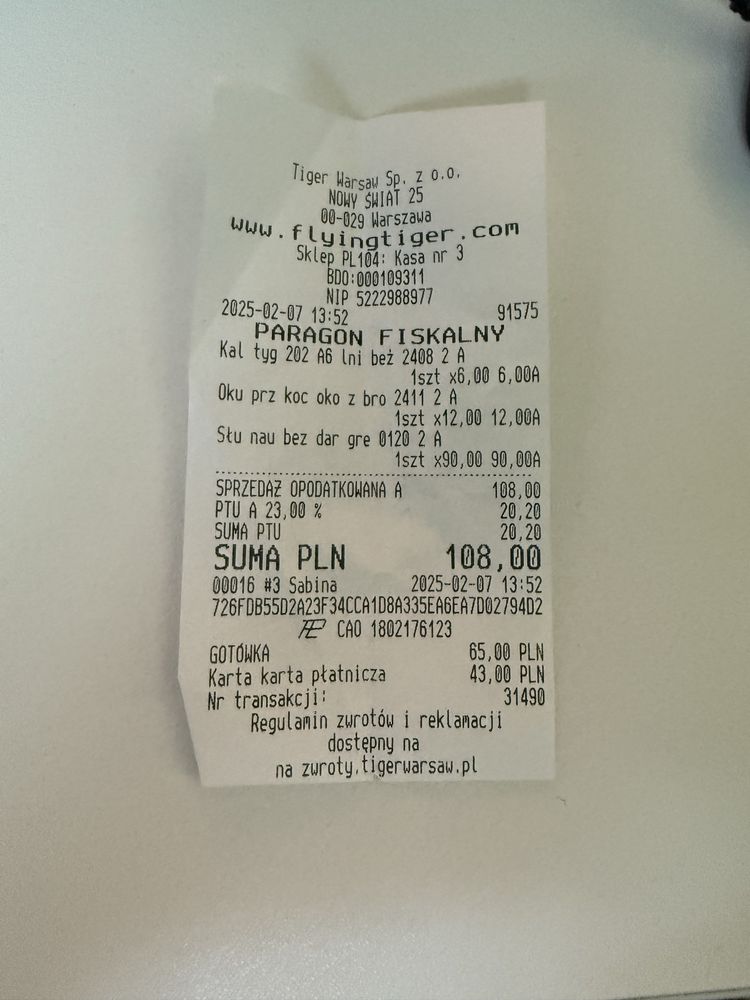 Tiger Warsaw Sp. z o.o.
NOWY ŚWIAT 25
00-029 Warszawa
www.flyingtiger.com
Sklep PL104: Kasa nr 3
BDO:000109311
NIP 5222988977
2025-02-07 13:52 91575
PARAGON FISKALNY
Kal tyg 202 A6 lni beż 2408 2 A
1szt x6,00 6,00A
Oku prz koc oko z bro 2411 2 A
1szt x12,00 12,00A
Słu nau bez dar gre 0120 2 A
1szt x90,00 90,00A
SPRZEDAŻ OPODATKOWANA A 108,00
PTU A 23,00 % 20,20
SUMA PTU 20,20
SUMA PLN 108,00
00016 #3 Sabina 2025-02-07 13:52
726FDB55D2A23F34CCA1D8A335EA6EA7D02794D2
CAO 1802176123
GOTÓWKA 65,00 PLN
Karta karta płatnicza 43,00 PLN
Nr transakcji: 31490
Regulamin zwrotów i reklamacji
dostępny na
na zwroty.tigerwarsaw.pl